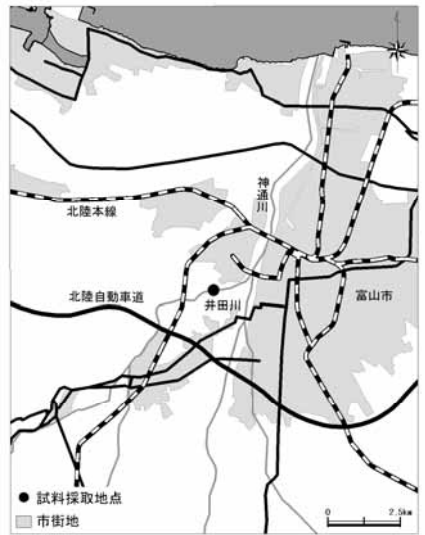 神通川
北陸本線
北陸自動車道
井田川
富山市
試料採取地点
市街地
0 2.5km